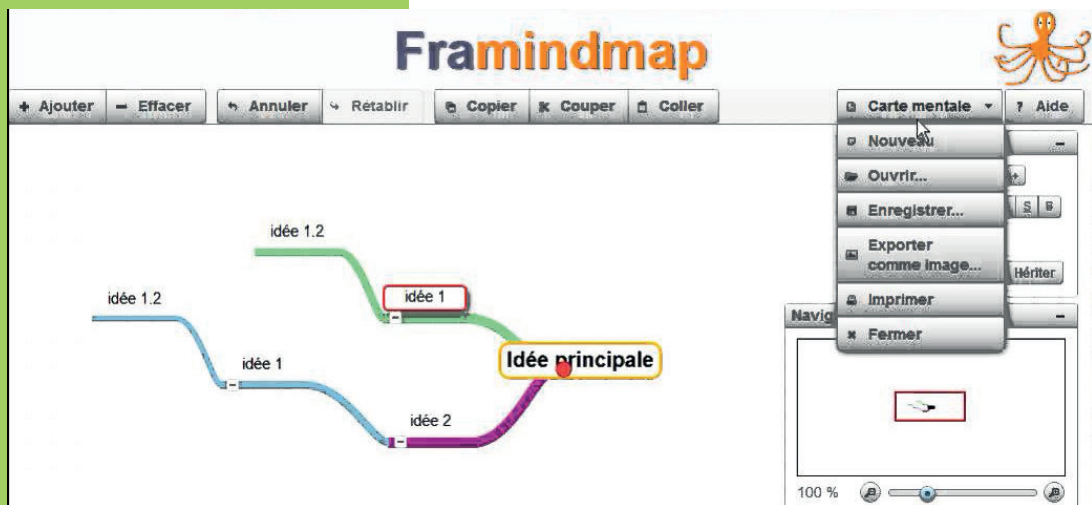 Framindmap
Ajouter Effacer Annuler Rétablir Copier Couper Coller Carte mentale ? Aide
Nouveau
Ouvrir...
Enregistrer...
Exporter
comme image...
Hériter
Imprimer
Navig
Fermer
idée 1.2
idée 1
idée 1.2
idée 1
Idée principale
idée 2
100 %